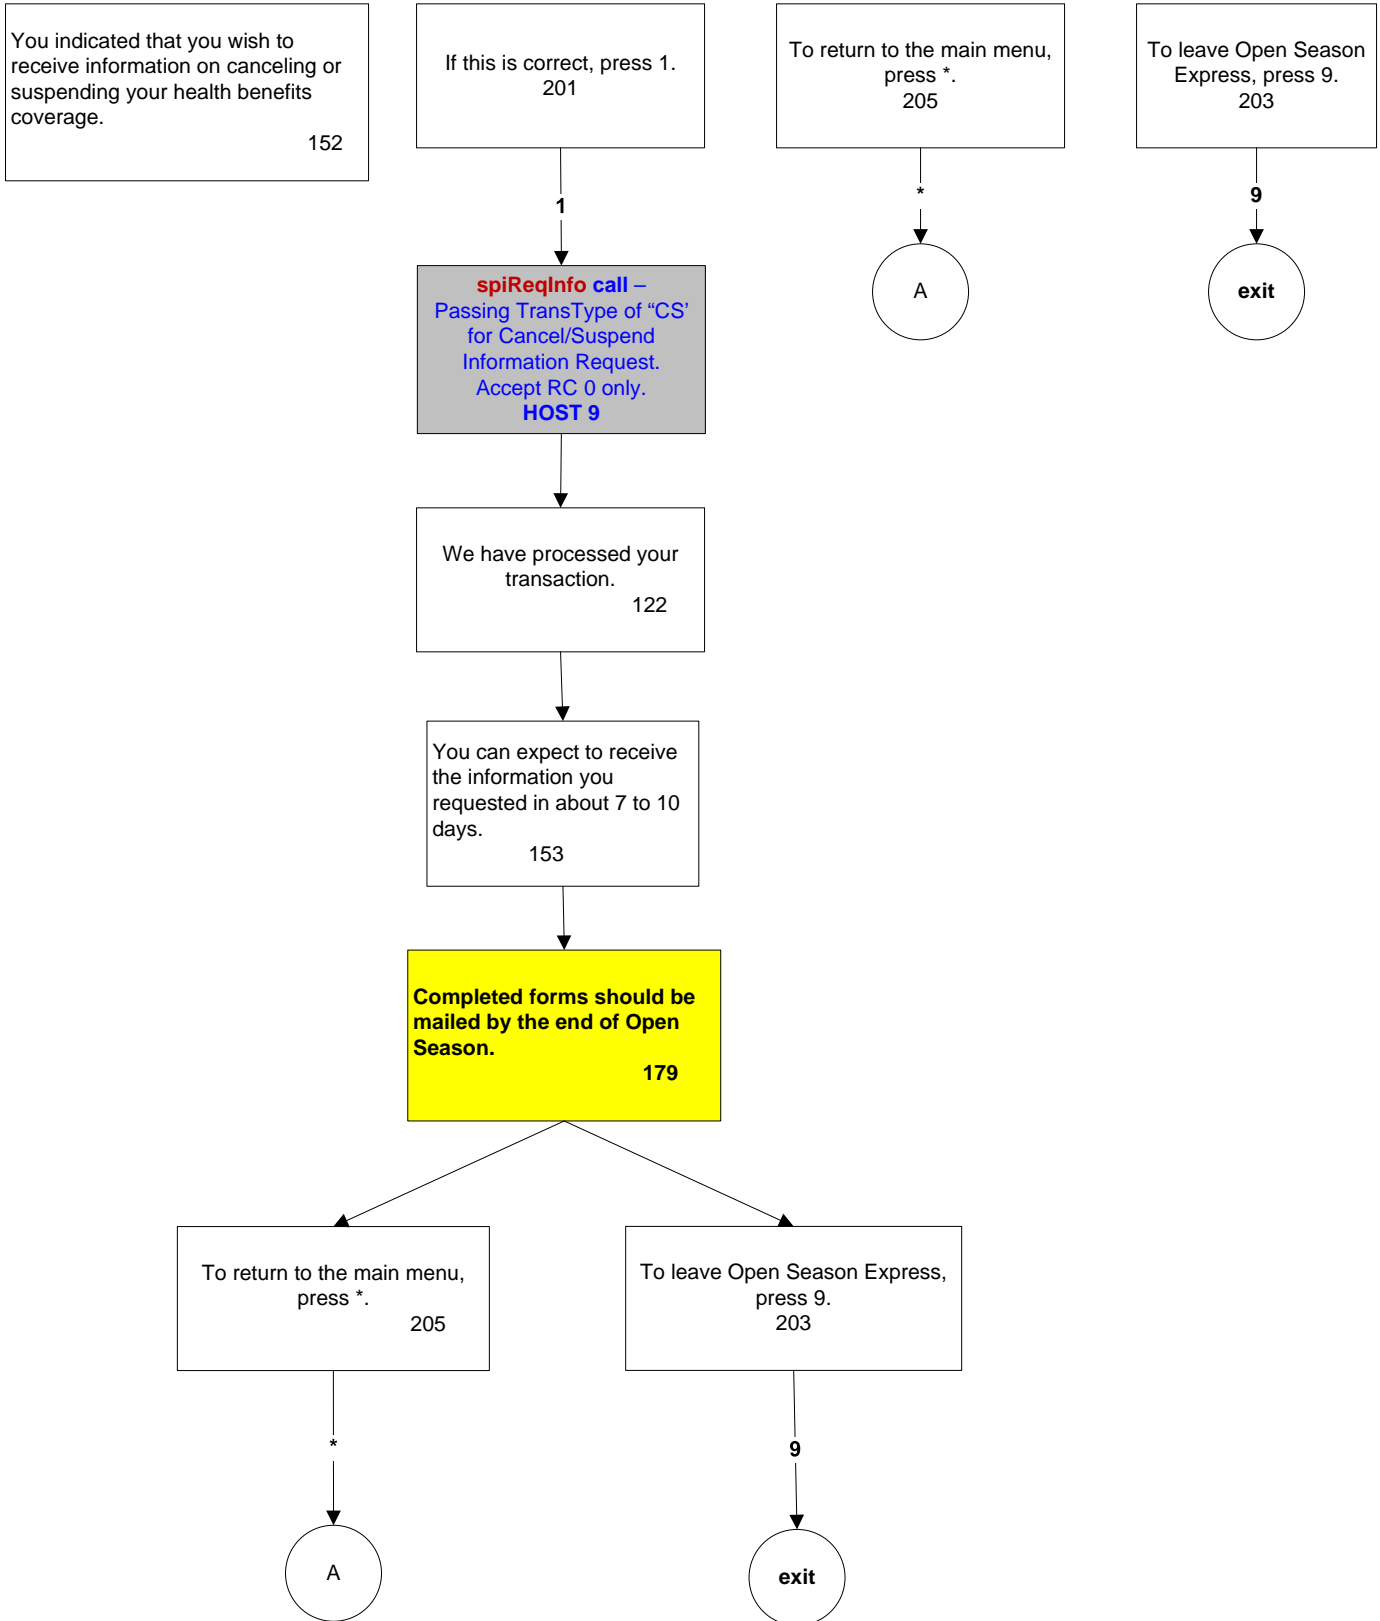 You indicated that you wish to
receive information on canceling or
suspending your health benefits
coverage.
152
If this is correct, press 1.
201
To return to the main menu,
press *.
205
To leave Open Season
Express, press 9.
203
1
*
9
spiReqInfo call –
Passing TransType of “CS’
for Cancel/Suspend
Information Request.
Accept RC 0 only.
HOST 9
A
exit
We have processed your
transaction.
122
You can expect to receive
the information you
requested in about 7 to 10
days.
153
Completed forms should be
mailed by the end of Open
Season.
179
To return to the main menu,
press *.
205
To leave Open Season Express,
press 9.
203
*
9
A
exit